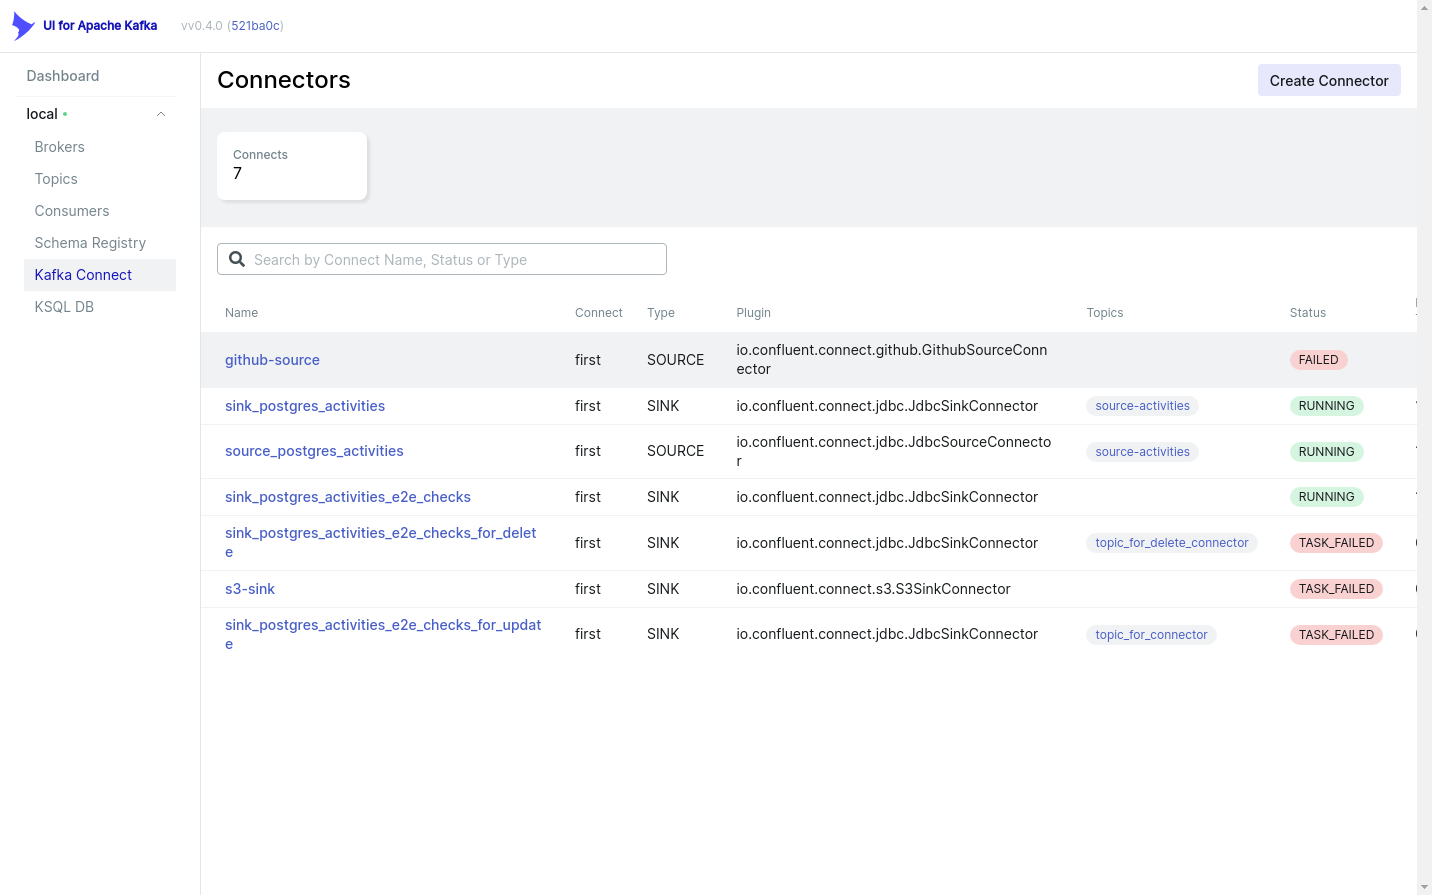 UI for Apache Kafka vv0.4.0 (521ba0c)
Dashboard
local
Brokers
Topics
Consumers
Schema Registry
Kafka Connect
KSQL DB
Connectors
Create Connector
Connects
7
Search by Connect Name, Status or Type
Name Connect Type Plugin Topics Status
github-source first SOURCE io.confluent.connect.github.GithubSourceConn
ector FAILED
sink_postgres_activities first SINK io.confluent.connect.jdbc.JdbcSinkConnector source-activities RUNNING
source_postgres_activities first SOURCE io.confluent.connect.jdbc.JdbcSourceConnecto
r source-activities RUNNING
sink_postgres_activities_e2e_checks first SINK io.confluent.connect.jdbc.JdbcSinkConnector RUNNING
sink_postgres_activities_e2e_checks_for_delet
e first SINK io.confluent.connect.jdbc.JdbcSinkConnector topic_for_delete_connector TASK_FAILED
s3-sink first SINK io.confluent.connect.s3.S3SinkConnector TASK_FAILED
sink_postgres_activities_e2e_checks_for_updat
e first SINK io.confluent.connect.jdbc.JdbcSinkConnector topic_for_connector TASK_FAILED